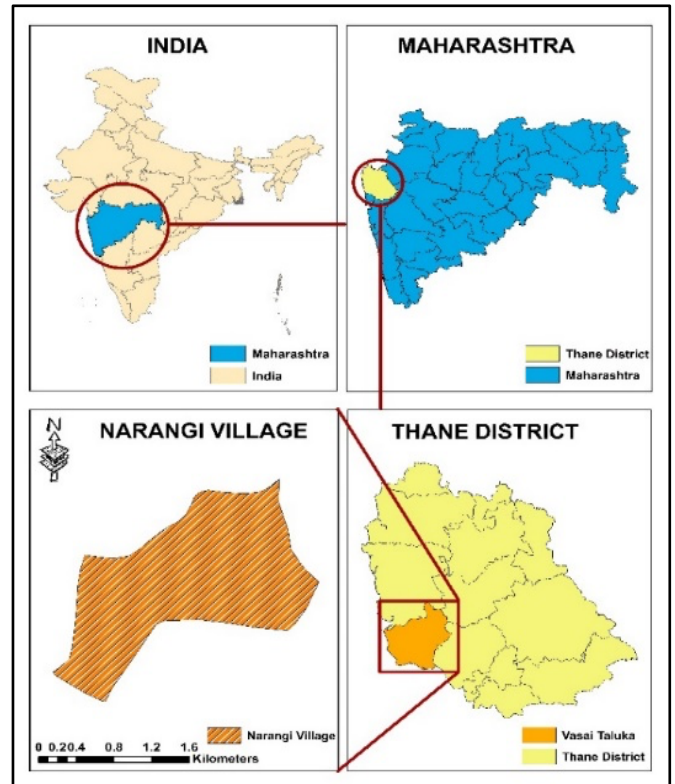 INDIA
Maharashtra
India
MAHARASHTRA
Thane District
Maharashtra
NARANGI VILLAGE
N
Narangi Village
0 0.20.4 0.8 1.2 1.6
Kilometers
THANE DISTRICT
Vasai Taluka
Thane District